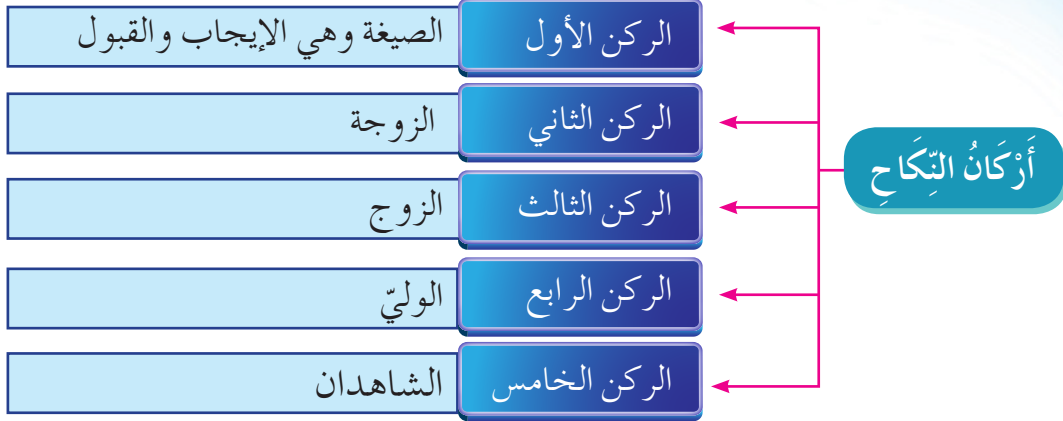 أَرْكَانُ النِّكَاحِ
الركن الأول
الصيغة وهي الإيجاب والقبول
الركن الثاني
الزوجة
الركن الثالث
الزوج
الركن الرابع
الوليّ
الركن الخامس
الشاهدان